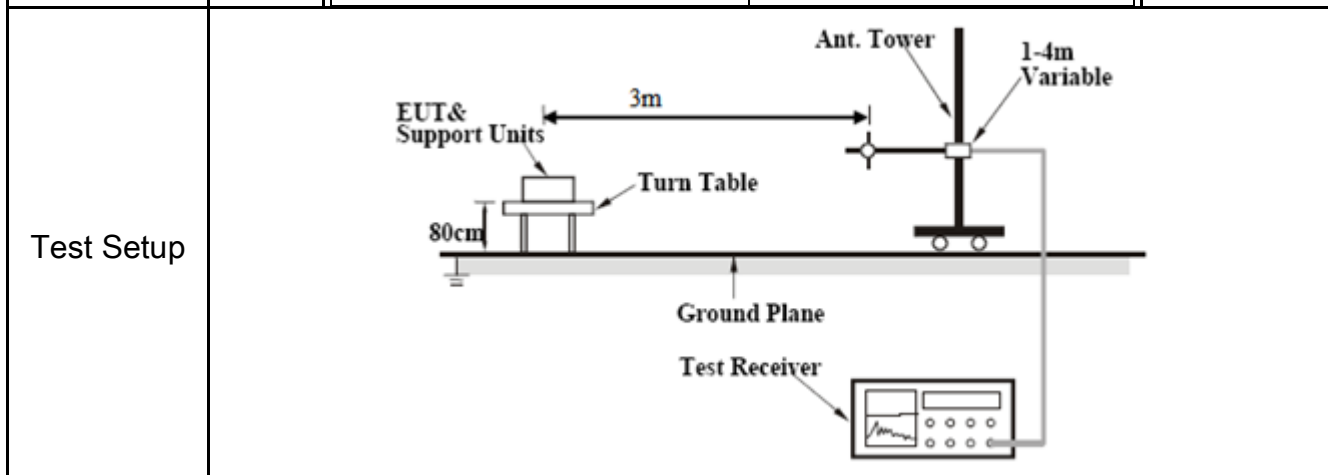 Test Setup
Ant. Tower
1-4m
Variable
3m
EUT&
Support Units
Turn Table
80cm
Ground Plane
Test Receiver